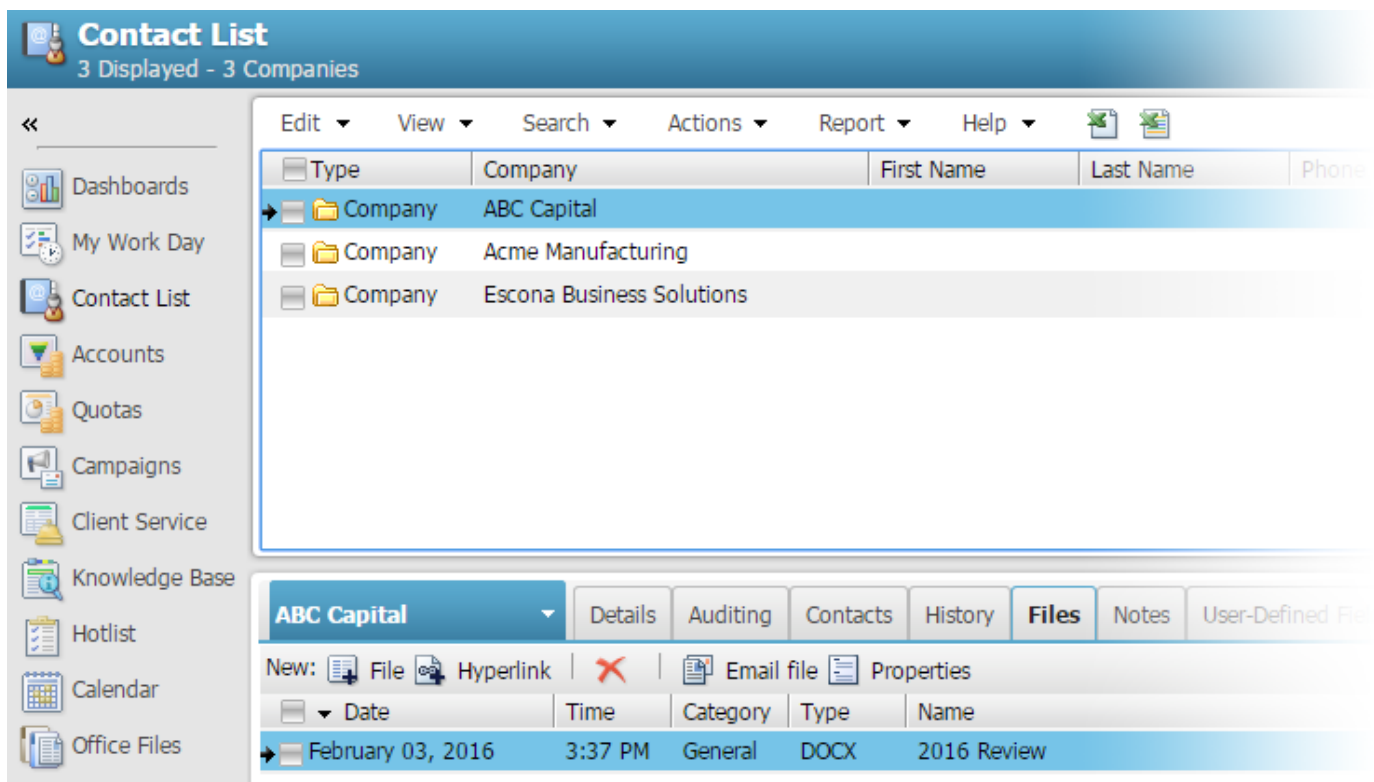 Contact List
3 Displayed - 3 Companies
«
Edit View Search Actions Report Help
Dashboards
My Work Day
Contact List
Accounts
Quotas
Campaigns
Client Service
Knowledge Base
Hotlist
Calendar
Office Files
Type Company First Name Last Name Phone
Company ABC Capital
Company Acme Manufacturing
Company Escona Business Solutions
ABC Capital Details Auditing Contacts History Files Notes User-Defined
New: File Hyperlink Email file Properties
Date Time Category Type Name
February 03, 2016 3:37 PM General DOCX 2016 Review